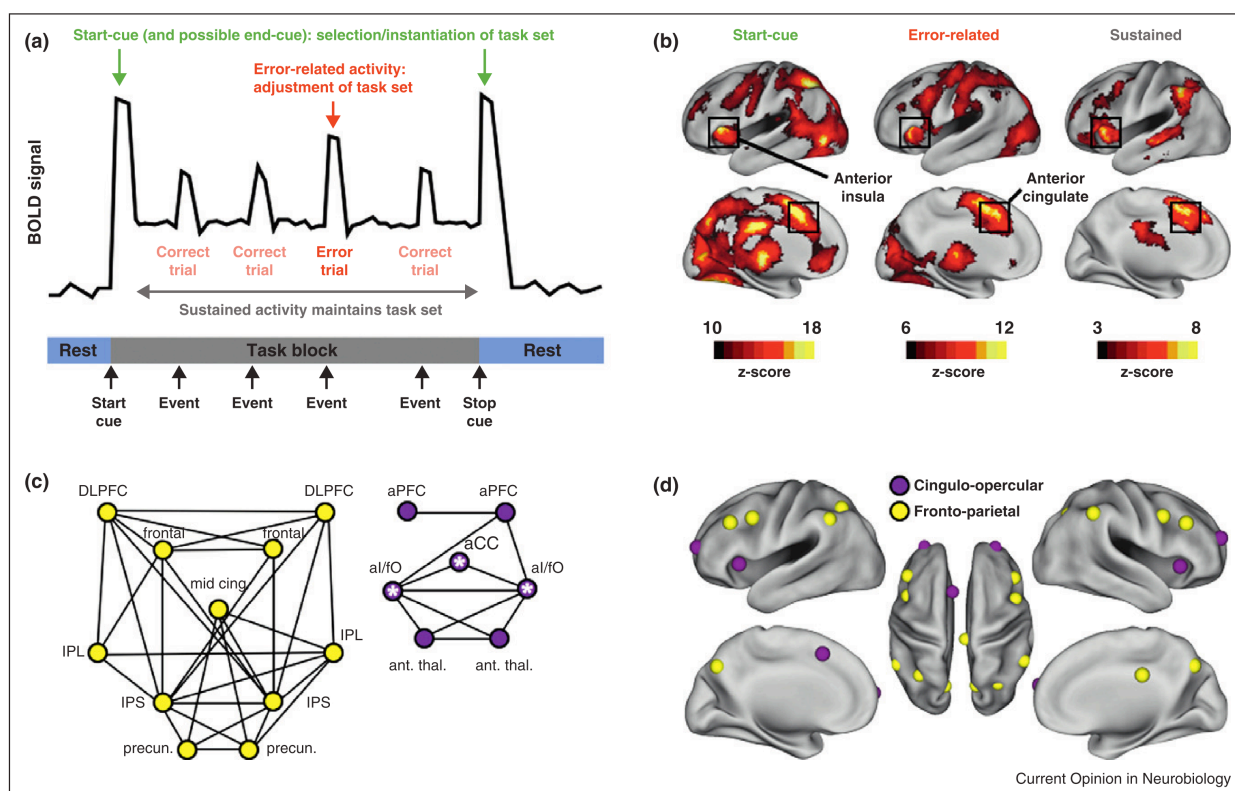 (a)
Start-cue (and possible end-cue): selection/instantiation of task set
Error-related activity:
adjustment of task set
BOLD signal
Correct
trial
Correct
trial
Error
trial
Correct
trial
Sustained activity maintains task set
Rest
Task block
Rest
Start
cue
Event
Event
Event
Event
Stop
cue
(b)
Start-cue
Error-related
Sustained
Anterior
insula
Anterior
cingulate
10
18
z-score
6
12
z-score
3
8
z-score
(c)
DLPFC
DLPFC
frontal
frontal
mid cing.
IPL
IPL
IPS
IPS
precun.
precun.
aPFC
aPFC
aCC
aI/fO
aI/fO
ant. thal.
ant. thal.
(d)
Cingulo-opercular
Fronto-parietal
Current Opinion in Neurobiology